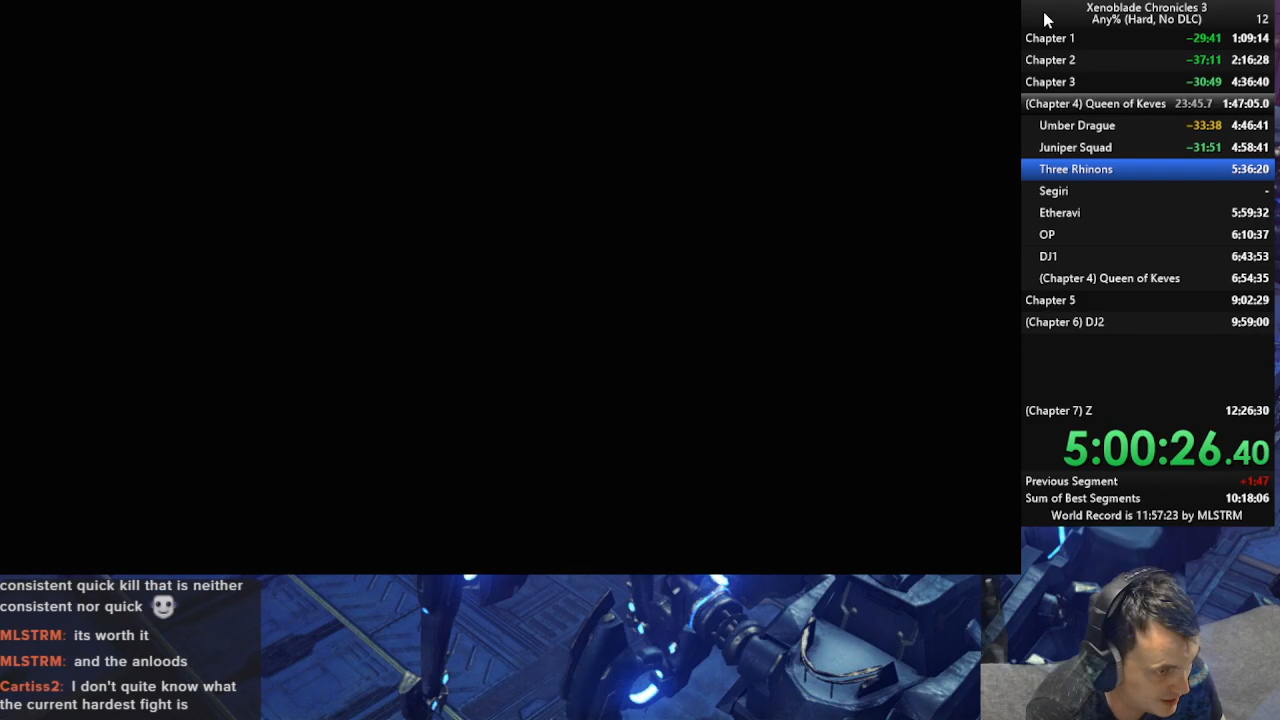 Xenoblade Chronicles 3
Any% (Hard, No DLC) 12
Chapter 1 −29:41 1:09:14
Chapter 2 −37:11 2:16:28
Chapter 3 −30:49 4:36:40
(Chapter 4) Queen of Keves 23:45.7 1:47:05.0
Umber Drague −33:38 4:46:41
Juniper Squad −31:51 4:58:41
Three Rhinons 5:36:20
Segiri -
Etheravi 5:59:32
OP 6:10:37
DJ1 6:43:53
(Chapter 4) Queen of Keves 6:54:35
Chapter 5 9:02:29
(Chapter 6) DJ2 9:59:00
(Chapter 7) Z 12:26:30
5:00:26.40
Previous Segment +1:47
Sum of Best Segments 10:18:06
World Record is 11:57:23 by MLSTRM
consistent quick kill that is neither
consistent nor quick
MLSTRM: its worth it
MLSTRM: and the anloods
Cartiss2: I don't quite know what
the current hardest fight is